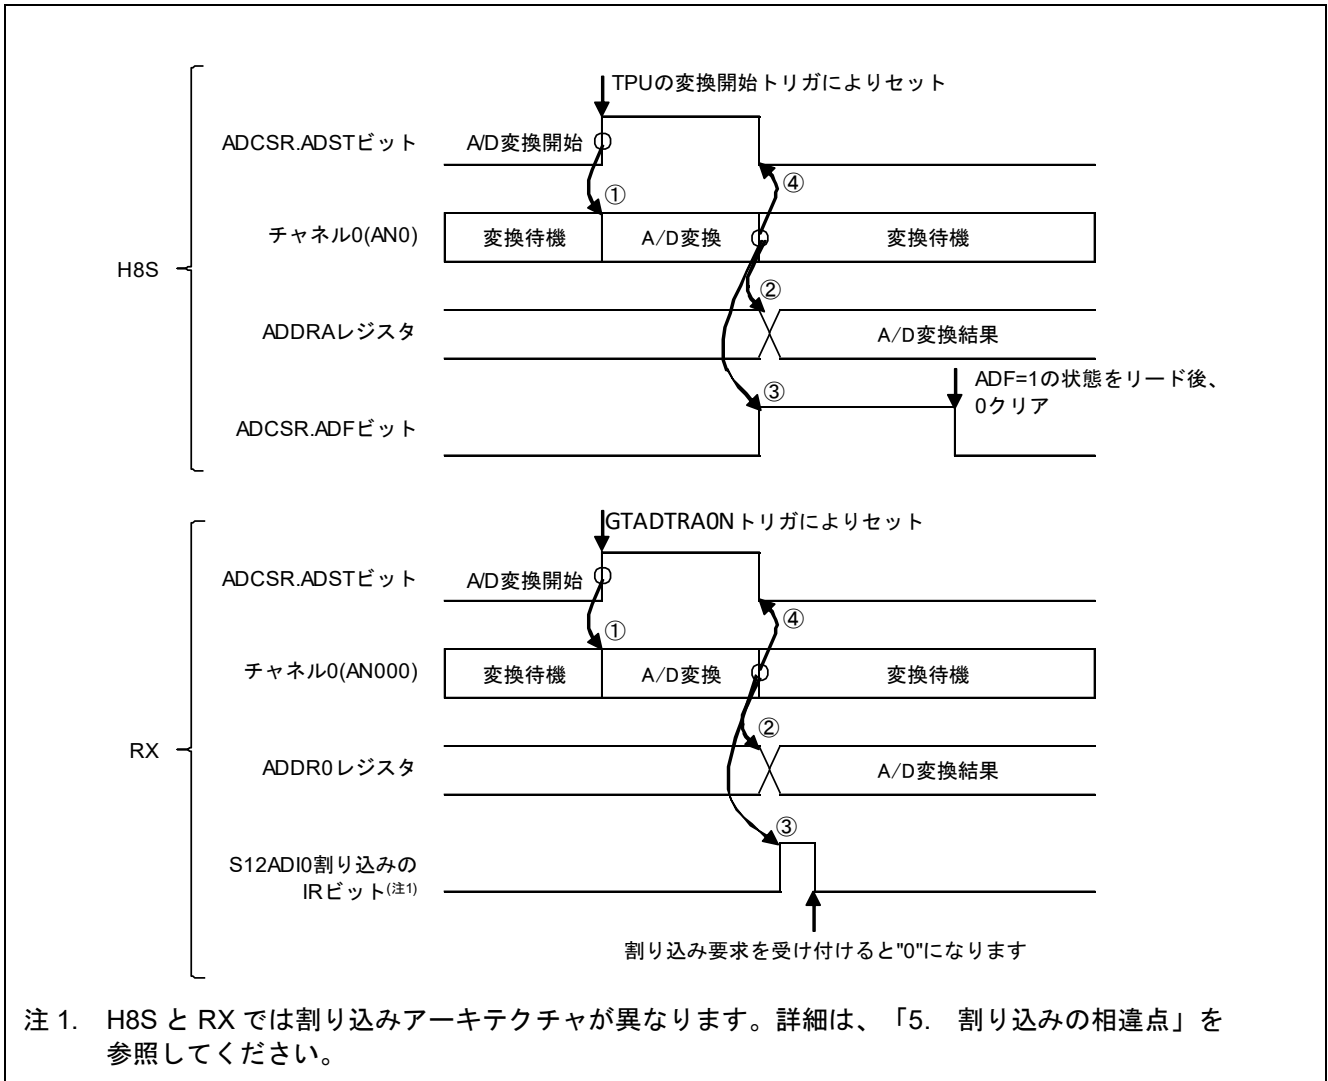 TPUの変換開始トリガによりセット
ADCSR.ADSTビット
A/D変換開始
①
④
チャネル0(AN0)
変換待機
A/D変換
変換待機
H8S
②
ADDRAレジスタ
A/D変換結果
③
ADF=1の状態をリード後、
0クリア
ADCSR.ADFビット
GTADTRA0Nトリガによりセット
ADCSR.ADSTビット
A/D変換開始
①
④
チャネル0(AN000)
変換待機
A/D変換
変換待機
RX
②
ADDR0レジスタ
A/D変換結果
③
S12ADI0割り込みの
IRビット(注1)
割り込み要求を受け付けると"0"になります
注 1. H8S と RX では割り込みアーキテクチャが異なります。詳細は、「5. 割り込みの相違点」を
参照してください。